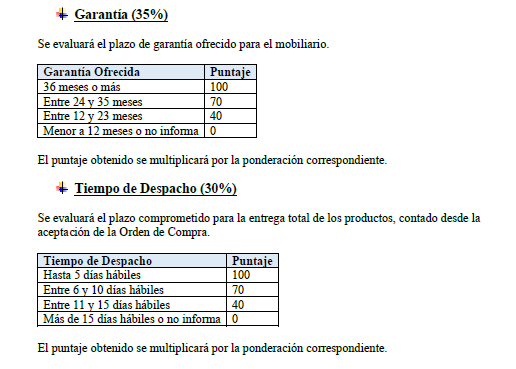 Garantía (35%)
Se evaluará el plazo de garantía ofrecido para el mobiliario.
Garantía Ofrecida Puntaje
36 meses o más 100
Entre 24 y 35 meses 70
Entre 12 y 23 meses 40
Menor a 12 meses o no informa 0
El puntaje obtenido se multiplicará por la ponderación correspondiente.
Tiempo de Despacho (30%)
Se evaluará el plazo comprometido para la entrega total de los productos, contado desde la
aceptación de la Orden de Compra.
Tiempo de Despacho Puntaje
Hasta 5 días hábiles 100
Entre 6 y 10 días hábiles 70
Entre 11 y 15 días hábiles 40
Más de 15 días hábiles o no informa 0
El puntaje obtenido se multiplicará por la ponderación correspondiente.